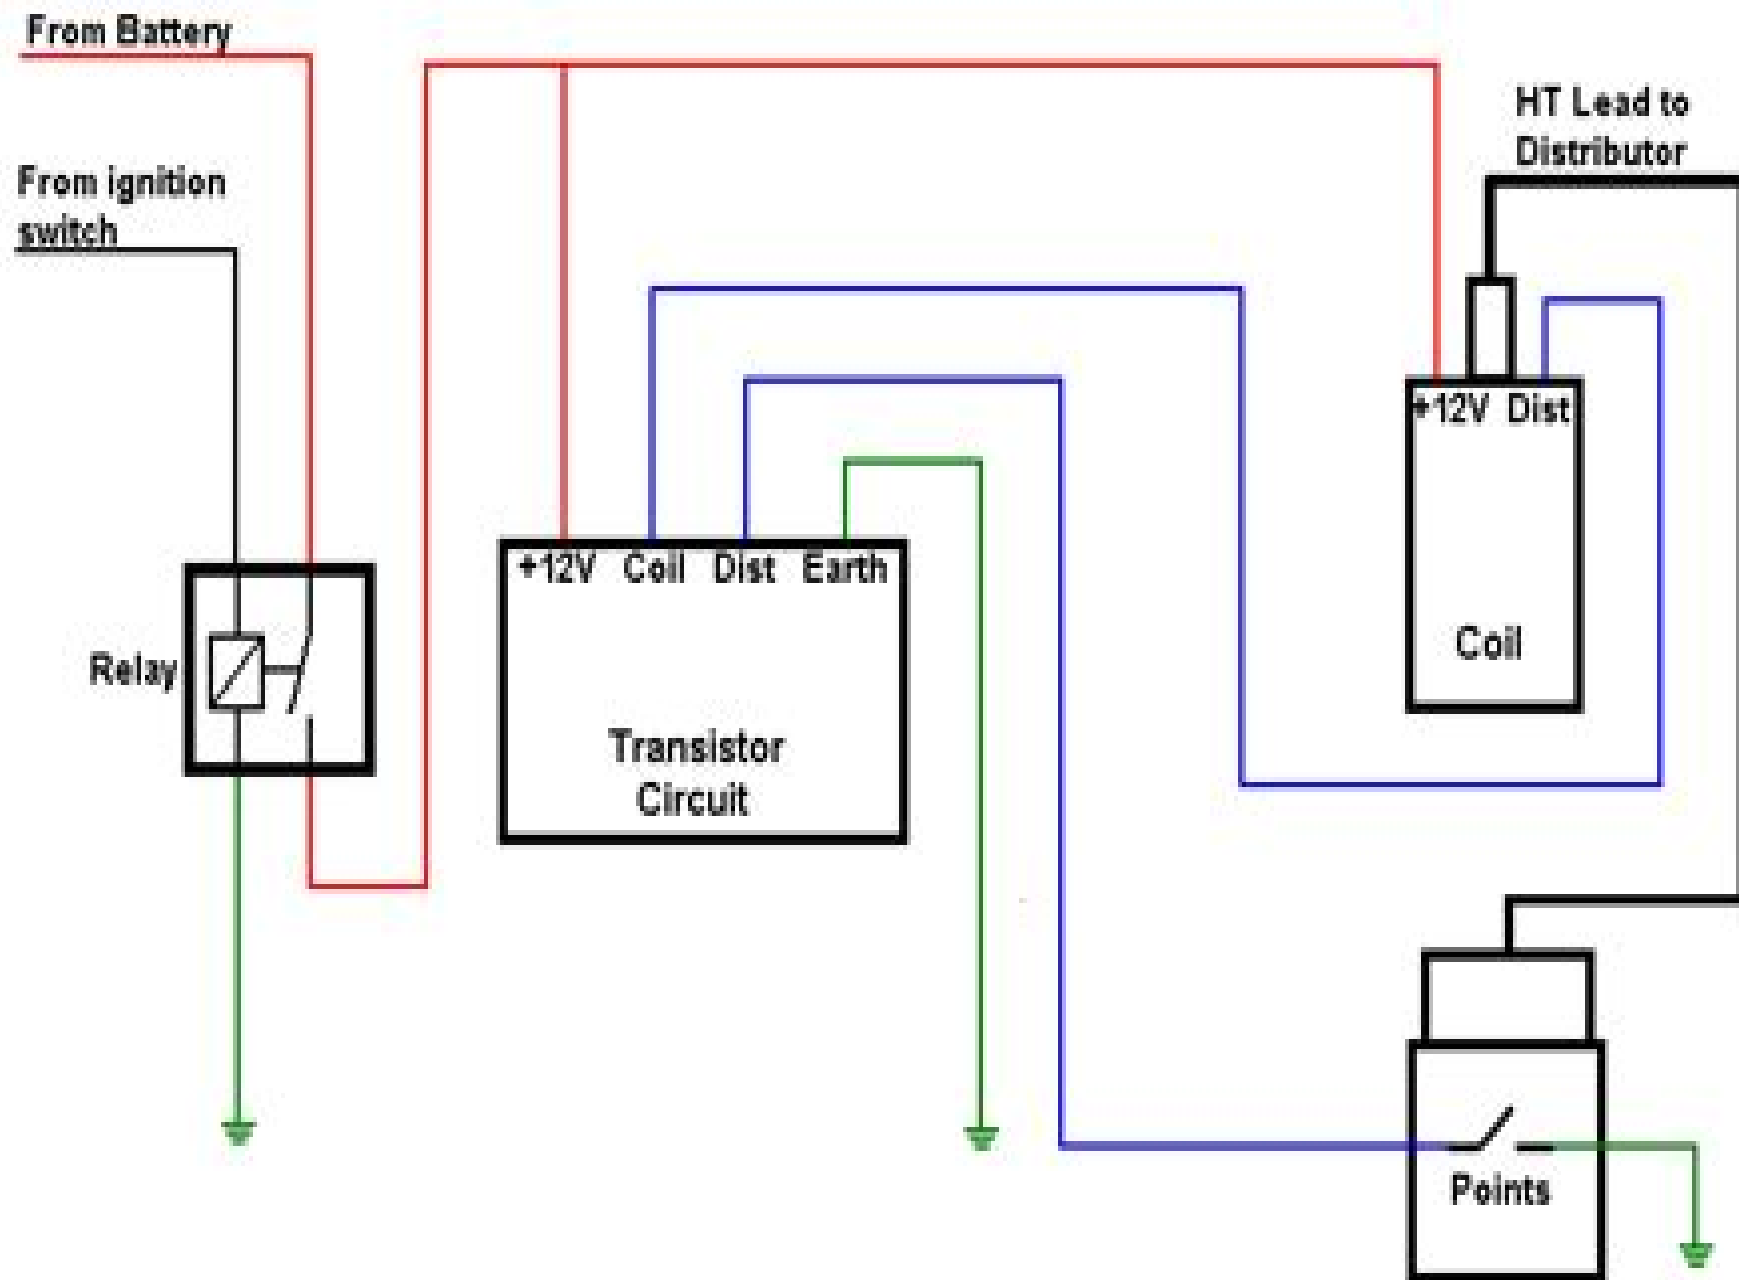 From Battery
HT Lead to
Distributor
From ignition
switch
+12V Dist
+12V Coil Dist Earth
Coil
Relay
Transistor
Circuit
Points